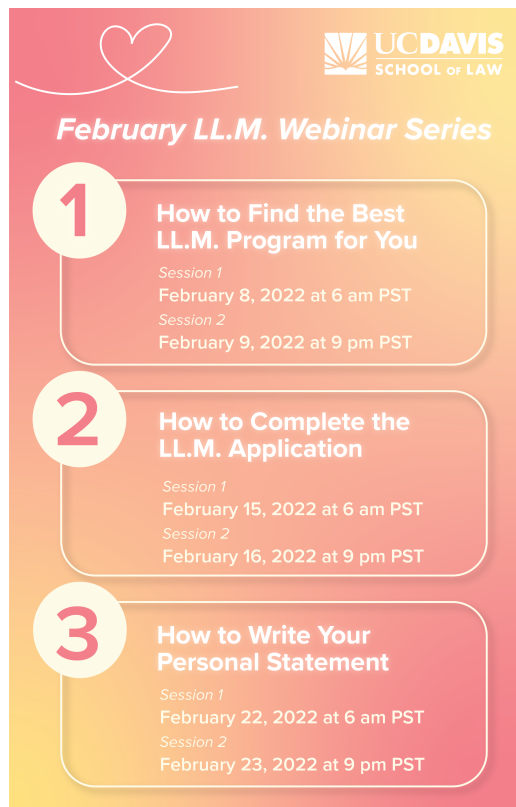 UCDAVIS
SCHOOL OF LAW
February LL.M. Webinar Series
1
How to Find the Best
LL.M. Program for You
Session 1
February 8, 2022 at 6 am PST
Session 2
February 9, 2022 at 9 pm PST
2
How to Complete the
LL.M. Application
Session 1
February 15, 2022 at 6 am PST
Session 2
February 16, 2022 at 9 pm PST
3
How to Write Your
Personal Statement
Session 1
February 22, 2022 at 6 am PST
Session 2
February 23, 2022 at 9 pm PST